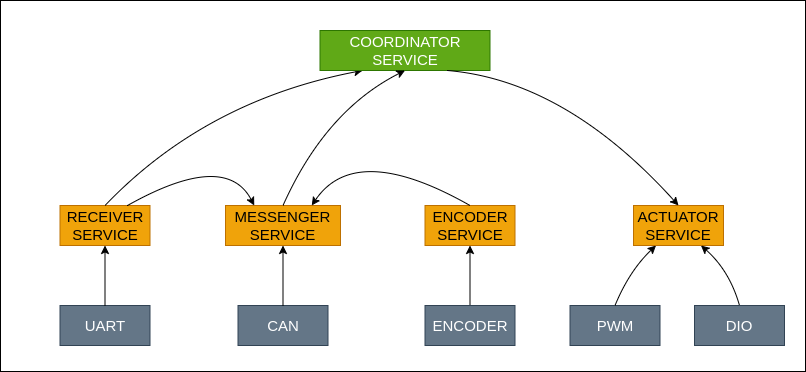 COORDINATOR
SERVICE
RECEIVER
SERVICE
MESSENGER
SERVICE
ENCODER
SERVICE
ACTUATOR
SERVICE
UART
CAN
ENCODER
PWM
DIO